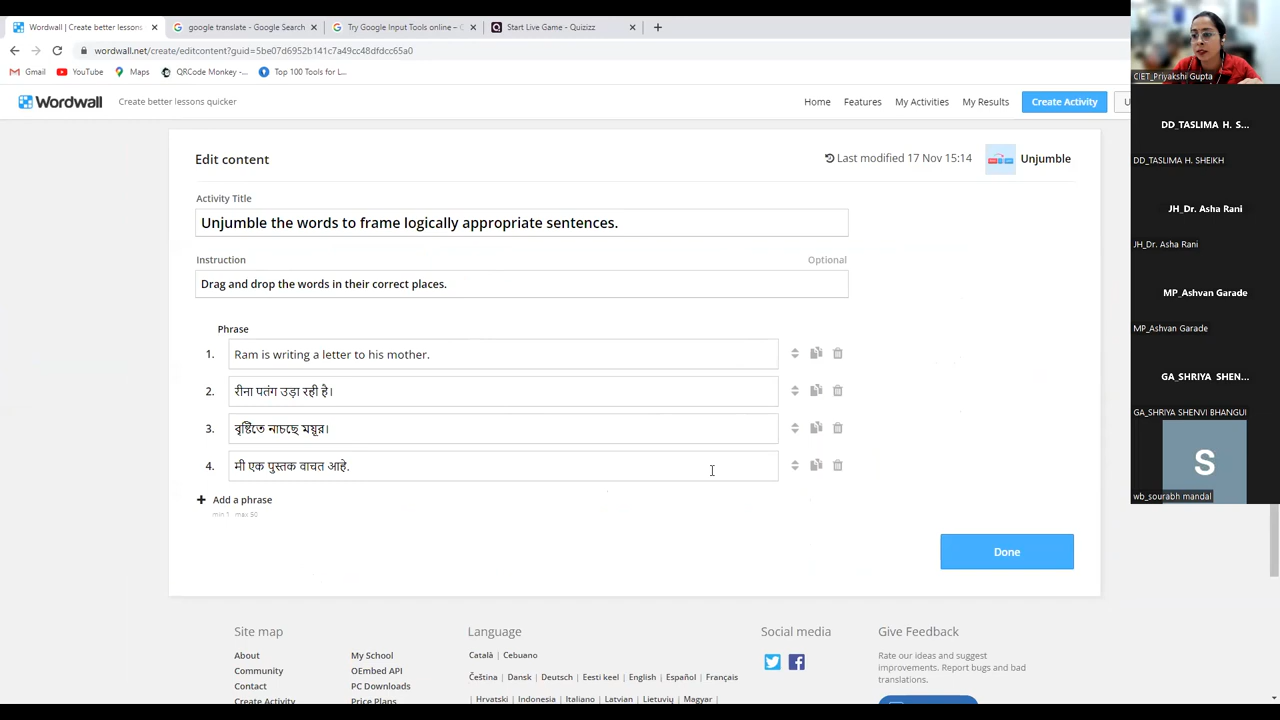 Wordwall | Create better lessons
google translate - Google Search
Try Google Input Tools online –
Start Live Game - Quizizz
wordwall.net/create/editcontent?guid=5be07d6952b141c7a49cc48dfdcc65a0
Gmail YouTube Maps QRCode Monkey -... Top 100 Tools for L...
Wordwall Create better lessons quicker
Home Features My Activities My Results Create Activity
Edit content
Last modified 17 Nov 15:14 Unjumble
Activity Title
Unjumble the words to frame logically appropriate sentences.
Instruction Optional
Drag and drop the words in their correct places.
Phrase
1. Ram is writing a letter to his mother.
2. रीना पतंग उड़ा रही है।
3. বৃষ্টিতে নাচছে ময়ূর।
4. मी एक पुस्तक वाचत आहे.
+ Add a phrase
min 1 max 50
Done
Site map
About
Community
Contact
Create Activity
My School
OEmbed API
PC Downloads
Price Plans
Language
Català Cebuano
Čeština Dansk Deutsch Eesti keel English Español Français
Hrvatski Indonesia Italiano Latvian Lietuvių Magyar
Social media
Give Feedback
Rate our ideas and suggest
improvements. Report bugs and bad
translations.
CIET_Priyakshi Gupta
DD_TASLIMA H. S...
DD_TASLIMA H. SHEIKH
JH_Dr. Asha Rani
JH_Dr. Asha Rani
MP_Ashvan Garade
MP_Ashvan Garade
GA_SHRIYA SHEN...
GA_SHRIYA SHENVI BHANGUI
S
wb_sourabh mandal